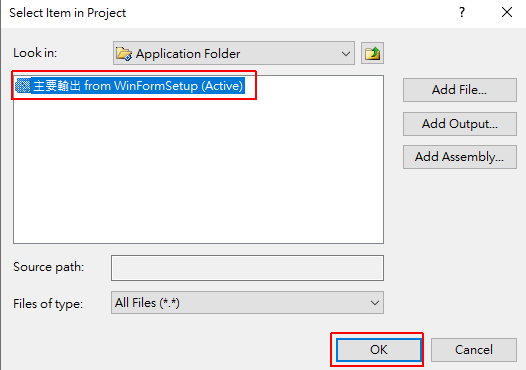 Select Item in Project
Look in:
Application Folder
主要輸出 from WinFormSetup (Active)
Add File...
Add Output...
Add Assembly...
Source path:
Files of type:
All Files (*.*)
OK
Cancel